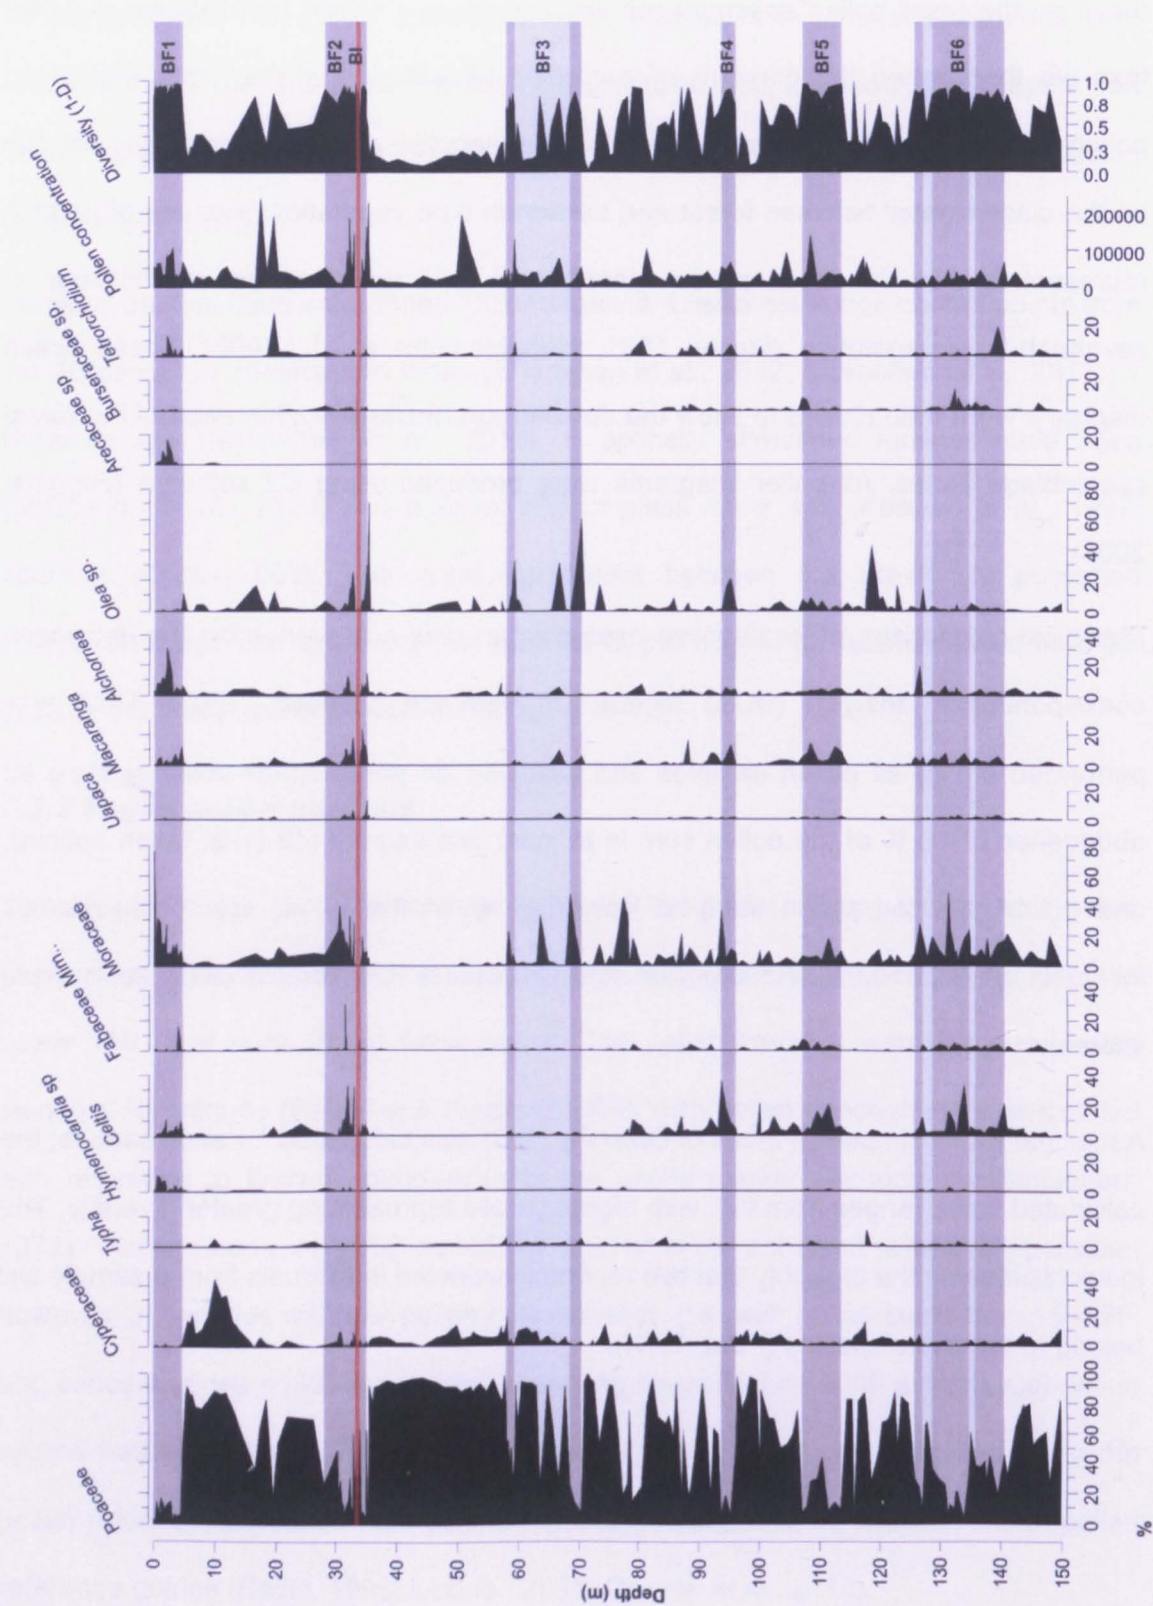 Poaceae
Cyperaceae
Typha
Hymenocardia sp
Celtis
Fabaceae Mim..
Moraceae
Uapaca
Macaranga
Alchornea
Olea sp.
Arecaceae sp
Burseraceae sp.
Tetrorchidium
Pollen concentration
Diversity (1-D)
BF1
BF2
BI
BF3
BF4
BF5
BF6
Depth (m)
0
10
20
30
40
50
60
70
80
90
100
110
120
130
140
150
0 20 40 60 80 100
0 20 40
0 20
0 20
0 20 40
0 20 40
0 20 40 60 80
0 20
0 20
0 20 40
0 20 40 60 80
0 20
0 20
0 20
0 100000 200000
0.0 0.3 0.5 0.8 1.0
%